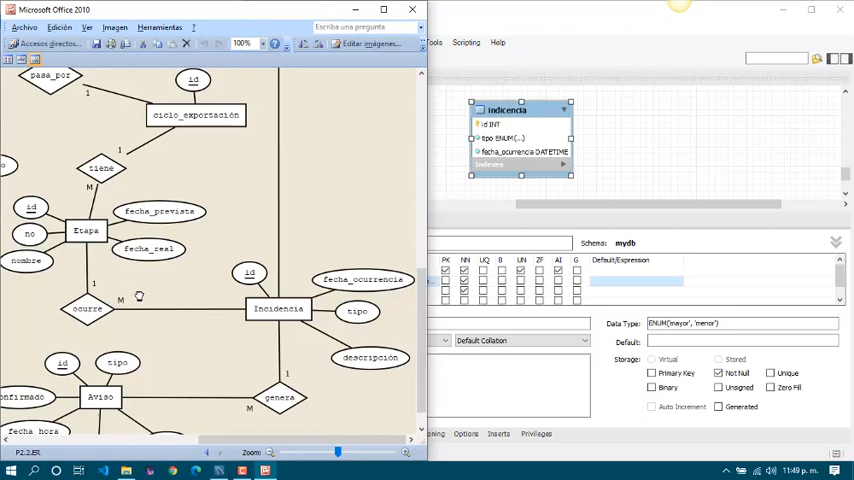 Microsoft Office 2010
Archivo Edición Ver Imagen Herramientas ? Escriba una pregunta
Accesos directos... 100% Editar imágenes...
pasa_por
id
1
ciclo_exportación
1
tiene
M
id
fecha_prevista
no
Etapa
nombre
fecha_real
1
id
M
fecha_ocurrencia
ocurre
Incidencia
tipo
descripción
id
tipo
1
onfirmado
Aviso
genera
M
fecha hora
Zoom:
P2.2.ER
Tools Scripting Help
indicencia
id INT
tipo ENUM(...)
fecha_ocurrencia DATETIME
Indexes
Schema: mydb
PK NN UQ B UN ZF AI G Default/Expression
Data Type: ENUM('mayor', 'menor')
Default Collation
Default:
Storage: Virtual Stored
Primary Key Not Null Unique
Binary Unsigned Zero Fill
Auto Increment Generated
oning Options Inserts Privileges
11:49 p. m.